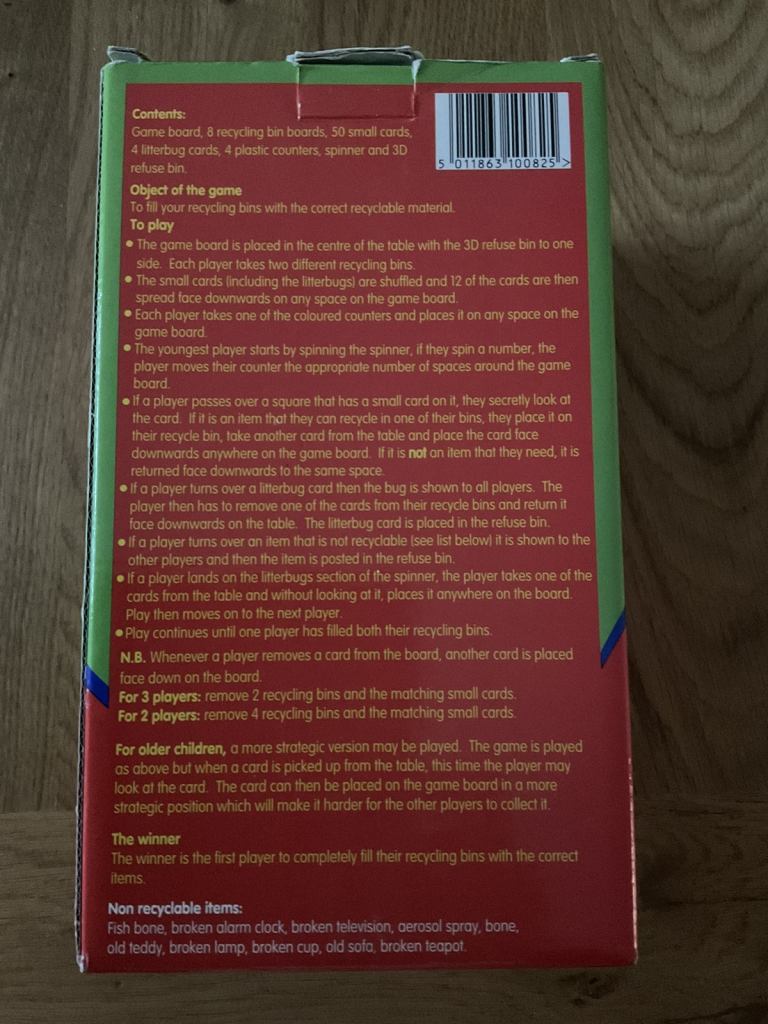 Contents:
Game board, 8 recycling bin boards, 50 small cards,
4 litterbug cards, 4 plastic counters, spinner and 3D
refuse bin.
5 011863 100825 >
Object of the game
To fill your recycling bins with the correct recyclable material.
To play
• The game board is placed in the centre of the table with the 3D refuse bin to one
side. Each player takes two different recycling bins.
• The small cards (including the litterbugs) are shuffled and 12 of the cards are then
spread face downwards on any space on the game board.
• Each player takes one of the coloured counters and places it on any space on the
game board.
• The youngest player starts by spinning the spinner, if they spin a number, the
player moves their counter the appropriate number of spaces around the game
board.
• If a player passes over a square that has a small card on it, they secretly look at
the card. If it is an item that they can recycle in one of their bins, they place it on
their recycle bin, take another card from the table and place the card face
downwards anywhere on the game board. If it is not an item that they need, it is
returned face downwards to the same space.
• If a player turns over a litterbug card then the bug is shown to all players. The
player then has to remove one of the cards from their recycle bins and return it
face downwards on the table. The litterbug card is placed in the refuse bin.
• If a player turns over an item that is not recyclable (see list below) it is shown to the
other players and then the item is posted in the refuse bin.
• If a player lands on the litterbugs section of the spinner, the player takes one of the
cards from the table and without looking at it, places it anywhere on the board.
Play then moves on to the next player.
• Play continues until one player has filled both their recycling bins.
N.B. Whenever a player removes a card from the board, another card is placed
face down on the board.
For 3 players: remove 2 recycling bins and the matching small cards.
For 2 players: remove 4 recycling bins and the matching small cards.
For older children, a more strategic version may be played. The game is played
as above but when a card is picked up from the table, this time the player may
look at the card. The card can then be placed on the game board in a more
strategic position which will make it harder for the other players to collect it.
The winner
The winner is the first player to completely fill their recycling bins with the correct
items.
Non recyclable items:
Fish bone, broken alarm clock, broken television, aerosol spray, bone,
old teddy, broken lamp, broken cup, old sofa, broken teapot.